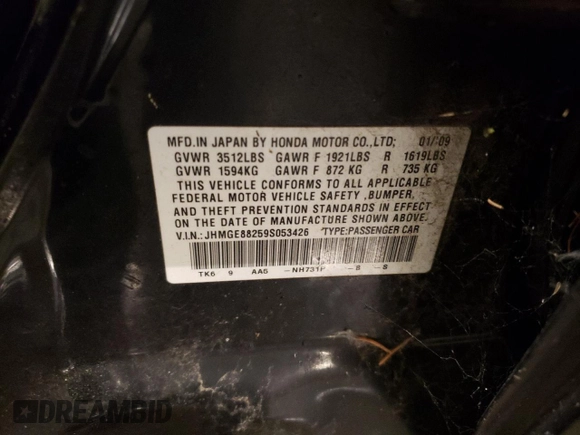 MFD.IN JAPAN BY HONDA MOTOR CO.,LTD; 01/'09
GVWR 3512LBS GAWR F 1921LBS R 1619LBS
GVWR 1594KG GAWR F 872 KG R 735 KG
THIS VEHICLE CONFORMS TO ALL APPLICABLE
FEDERAL MOTOR VEHICLE SAFETY ,BUMPER,
AND THEFT PREVENTION STANDARDS IN EFFECT
ON THE DATE OF MANUFACTURE SHOWN ABOVE.
V.I.N.: JHMGE88259S053426 TYPE:PASSENGER CAR
TK6 9 AA5 -NH731P -8 -S
DREAMBID